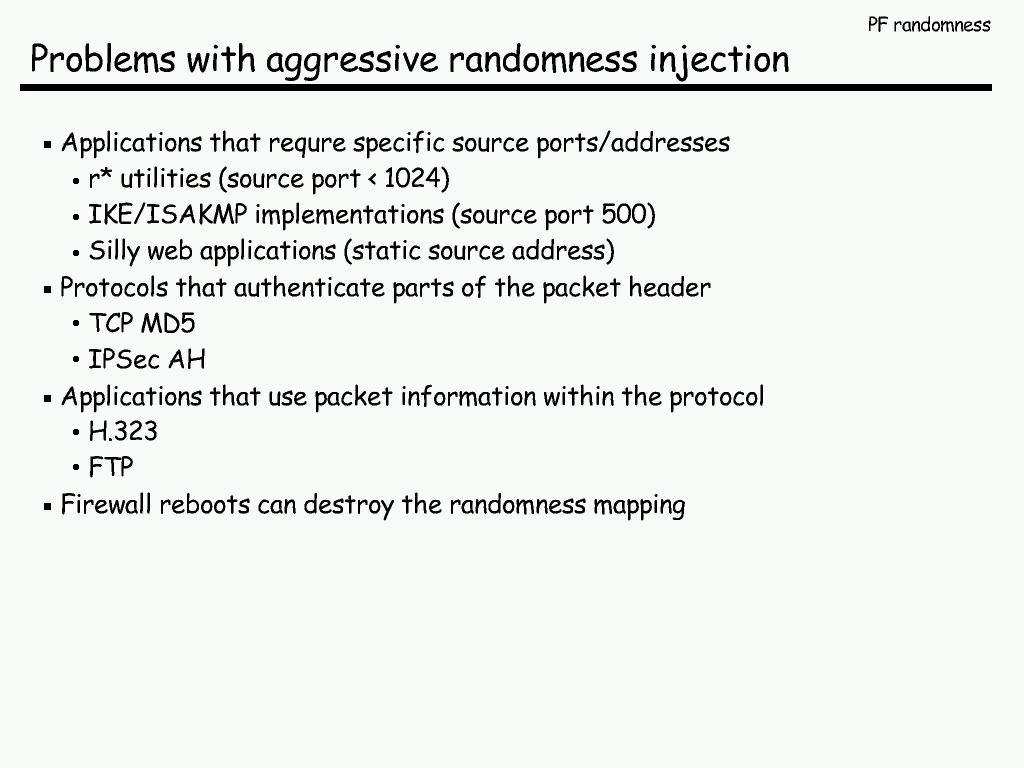 PF randomness
Problems with aggressive randomness injection
▪ Applications that requre specific source ports/addresses
• r* utilities (source port < 1024)
• IKE/ISAKMP implementations (source port 500)
• Silly web applications (static source address)
▪ Protocols that authenticate parts of the packet header
• TCP MD5
• IPSec AH
▪ Applications that use packet information within the protocol
• H.323
• FTP
▪ Firewall reboots can destroy the randomness mapping